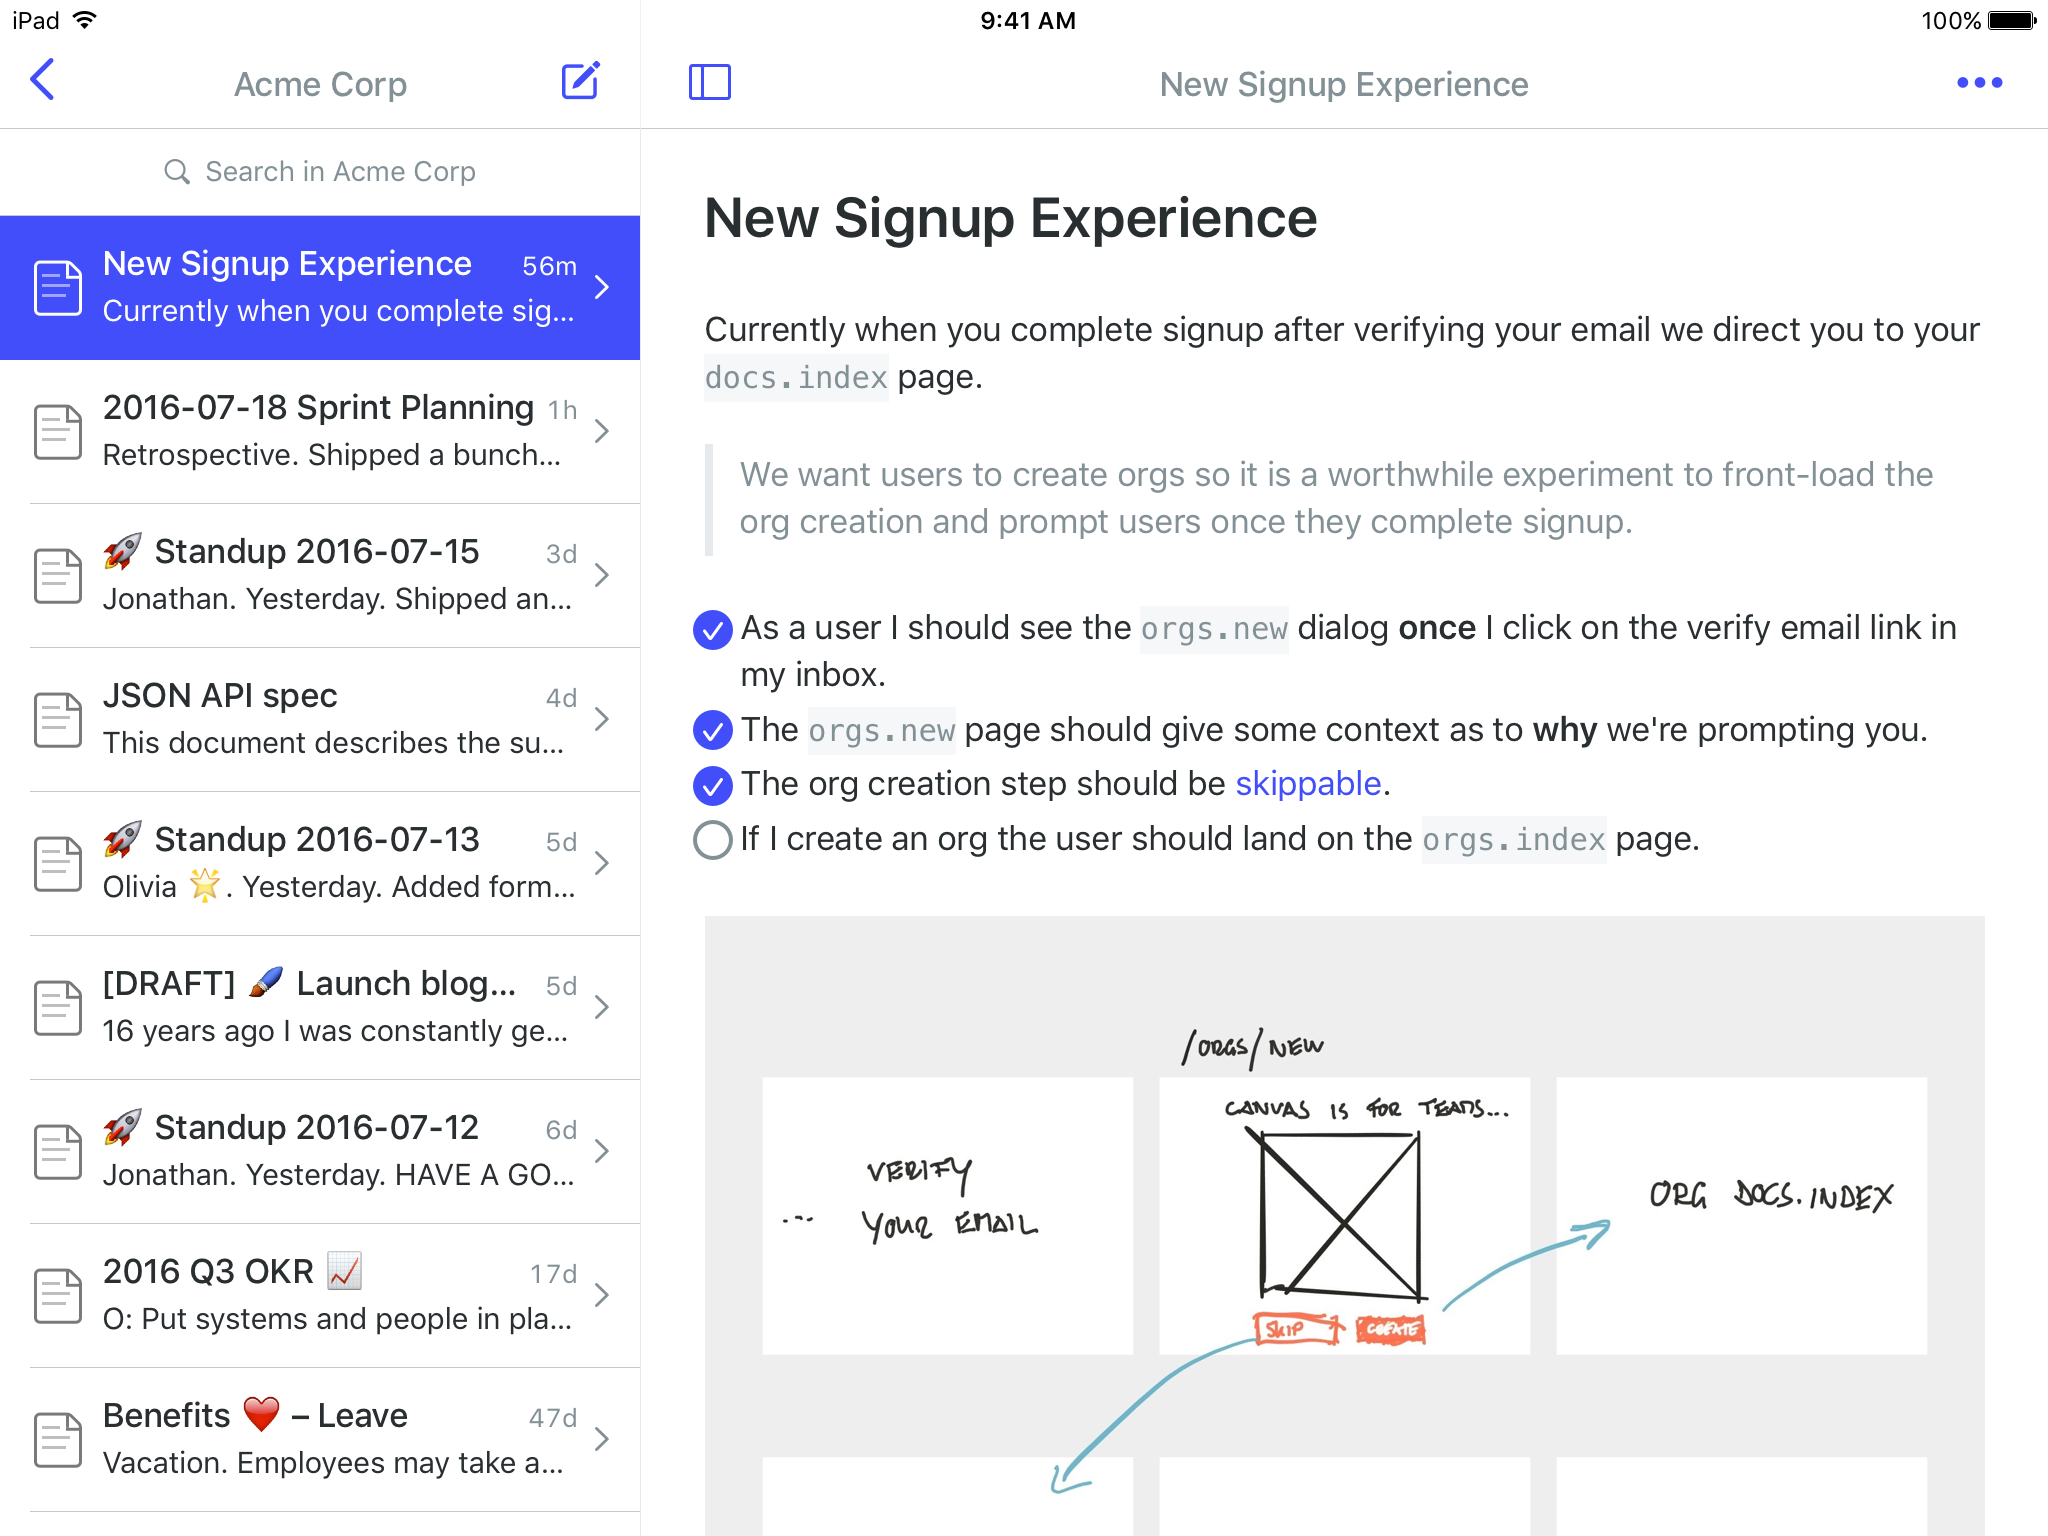 iPad
9:41 AM
100%
Acme Corp
Search in Acme Corp
New Signup Experience 56m
Currently when you complete sig...
2016-07-18 Sprint Planning 1h
Retrospective. Shipped a bunch...
🚀 Standup 2016-07-15 3d
Jonathan. Yesterday. Shipped an...
JSON API spec 4d
This document describes the su...
🚀 Standup 2016-07-13 5d
Olivia 🌟. Yesterday. Added form...
[DRAFT] 🖌️ Launch blog... 5d
16 years ago I was constantly ge...
🚀 Standup 2016-07-12 6d
Jonathan. Yesterday. HAVE A GO...
2016 Q3 OKR 📈 17d
O: Put systems and people in pla...
Benefits ❤️ – Leave 47d
Vacation. Employees may take a...
New Signup Experience
New Signup Experience
Currently when you complete signup after verifying your email we direct you to your
docs.index page.
We want users to create orgs so it is a worthwhile experiment to front-load the
org creation and prompt users once they complete signup.
As a user I should see the orgs.new dialog once I click on the verify email link in
my inbox.
The orgs.new page should give some context as to why we're prompting you.
The org creation step should be skippable.
If I create an org the user should land on the orgs.index page.
/ORGS/NEW
... VERIFY
YOUR EMAIL
CANVAS IS FOR TEAMS...
SKIP CREATE
ORG DOCS.INDEX